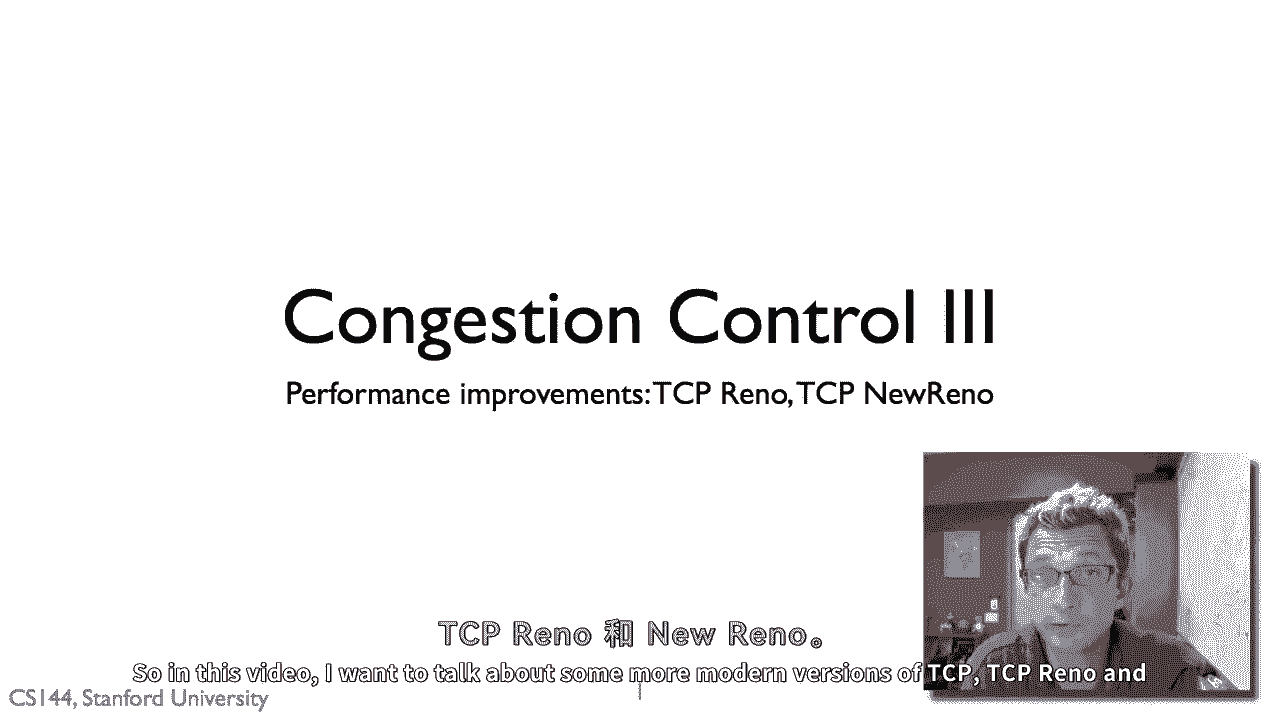 Congestion Control III
Performance improvements: TCP Reno, TCP NewReno
TCP Reno 和 New Reno。
So in this video, I want to talk about some more modern versions of TCP, TCP Reno and
CS144, Stanford University
1